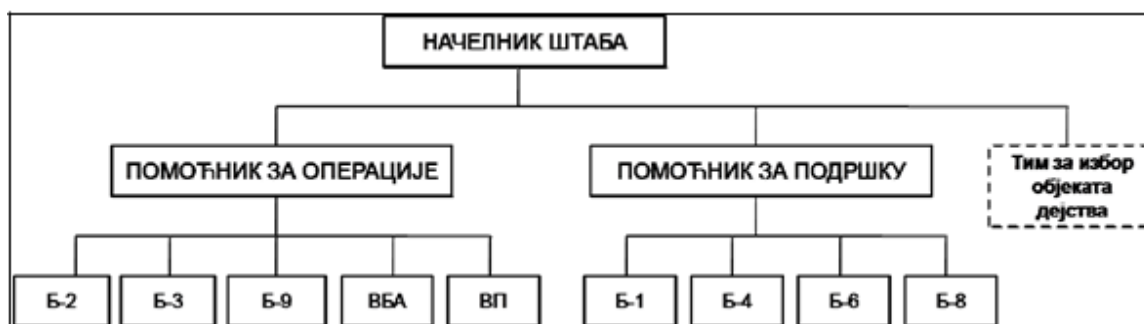 НАЧЕЛНИК ШТАБА
ПОМОЋНИК ЗА ОПЕРАЦИЈЕ
ПОМОЋНИК ЗА ПОДРШКУ
Тим за избор
објеката
дејства
Б-2
Б-3
Б-9
ВБА
ВП
Б-1
Б-4
Б-6
Б-8